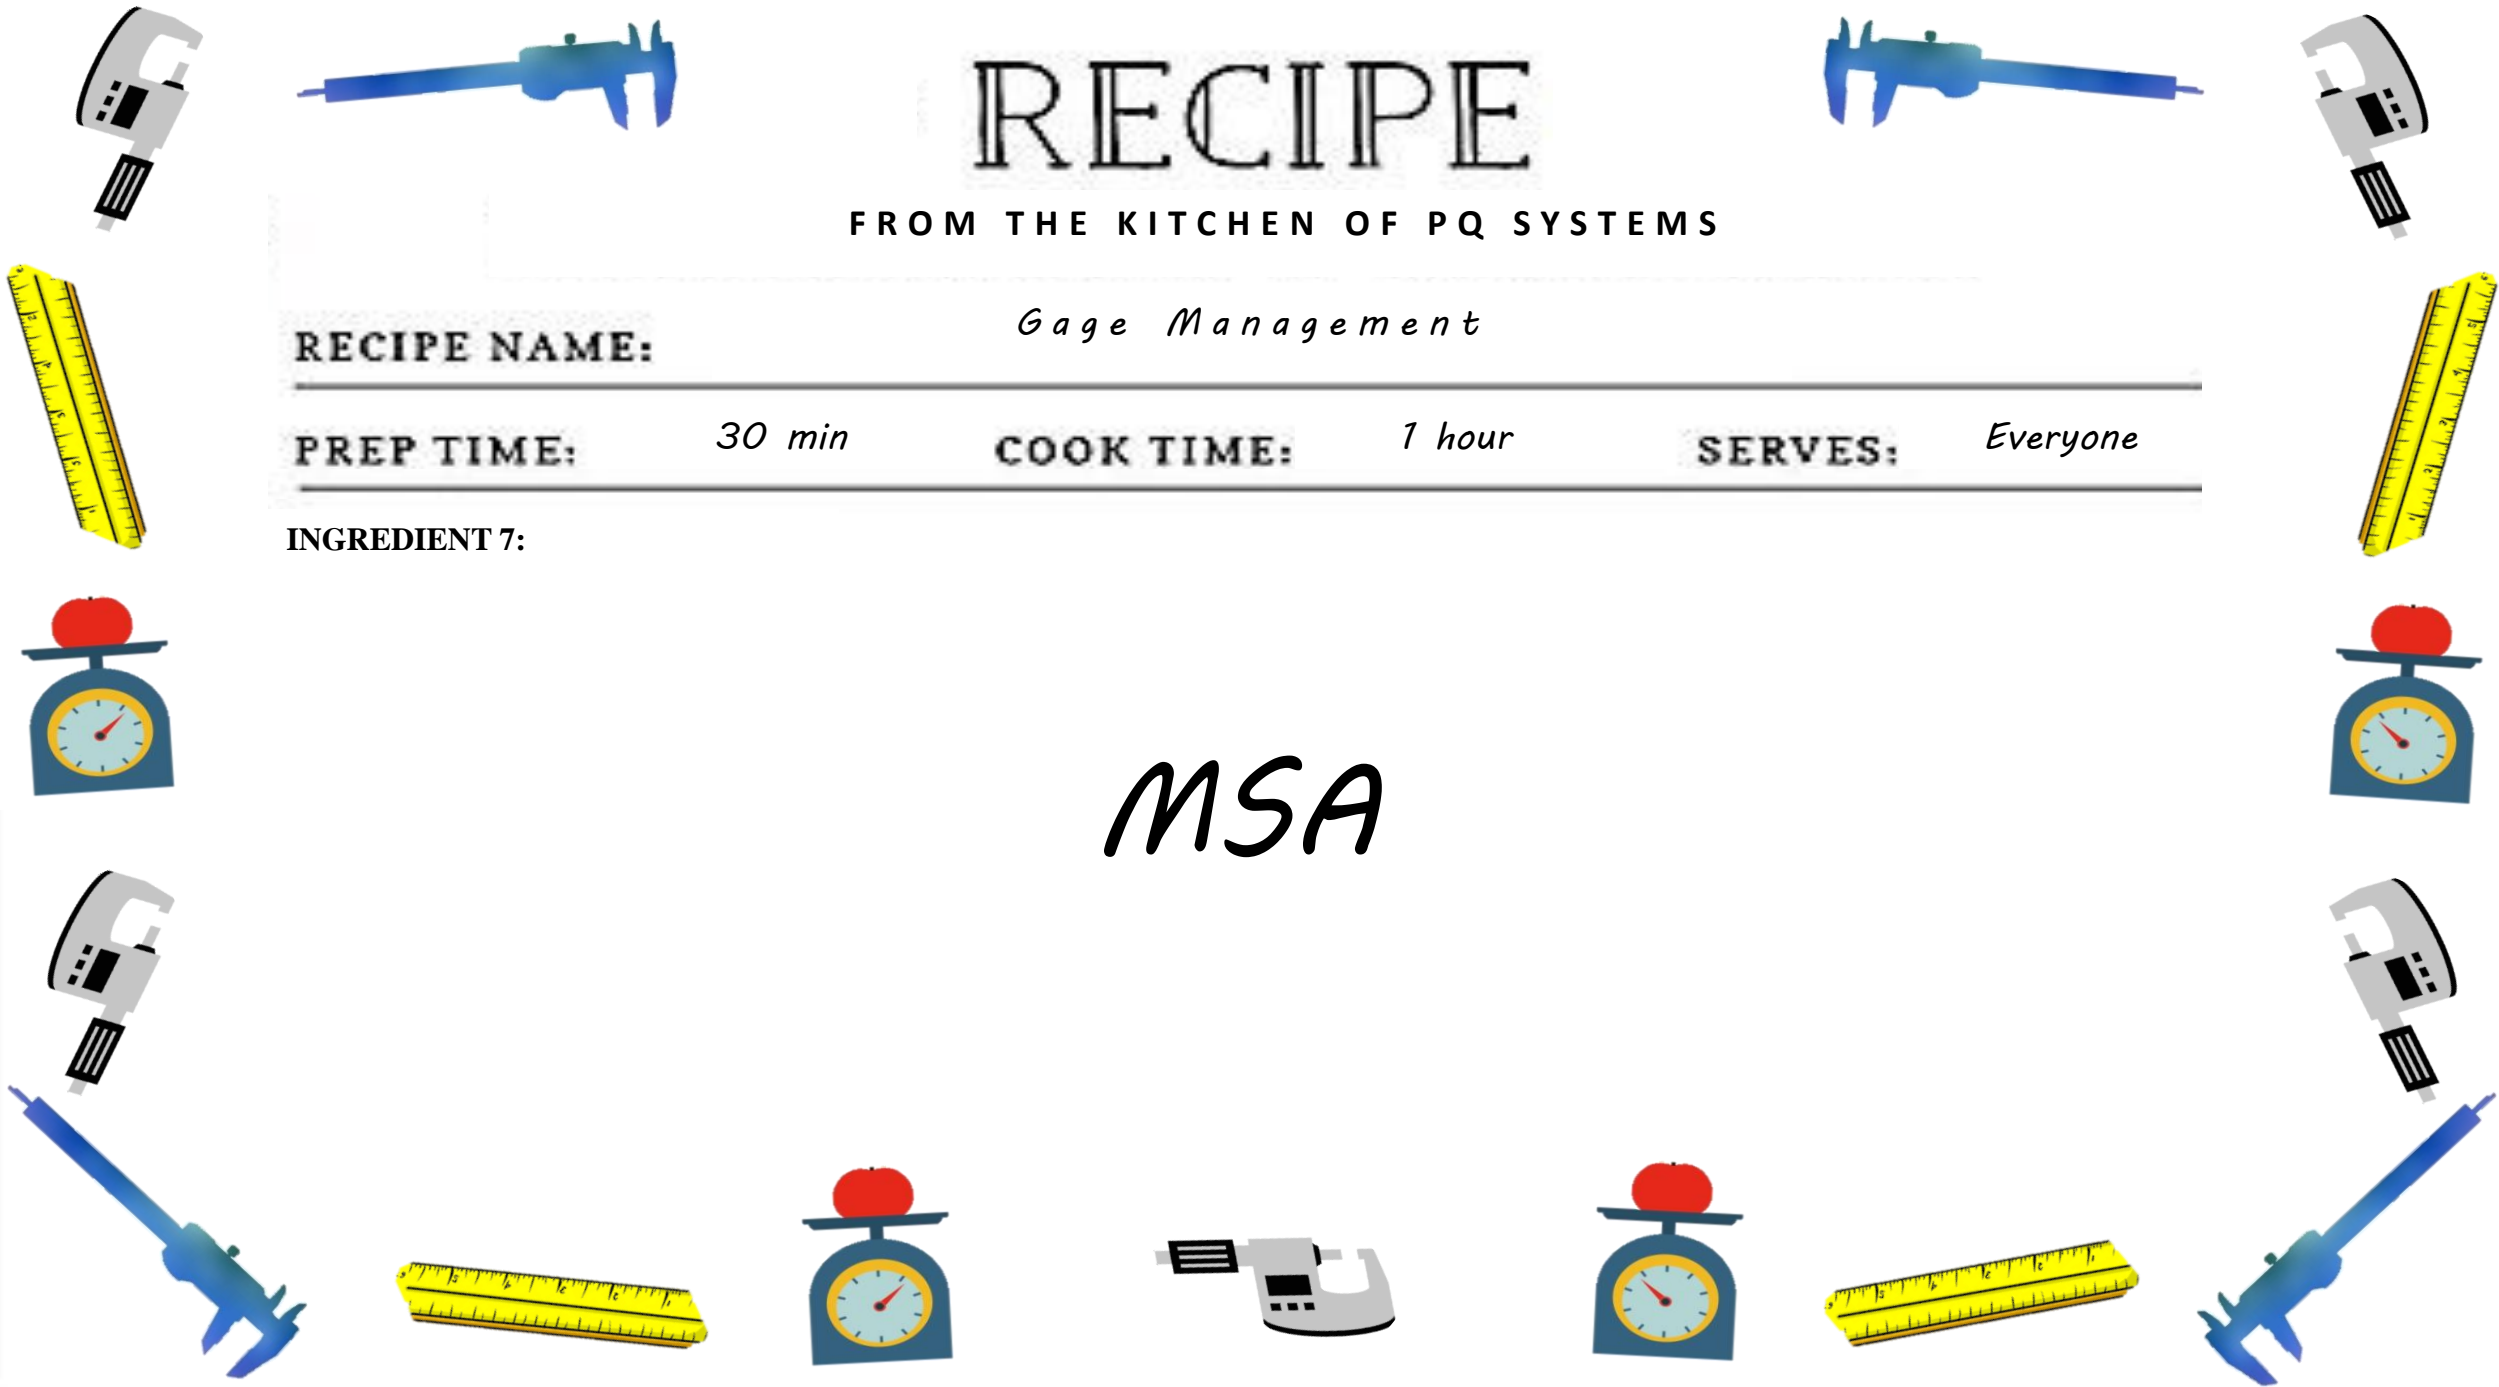 RECIPE
FROM THE KITCHEN OF PQ SYSTEMS
RECIPE NAME: Gage Management
PREP TIME: 30 min COOK TIME: 1 hour SERVES: Everyone
INGREDIENT 7:
MSA